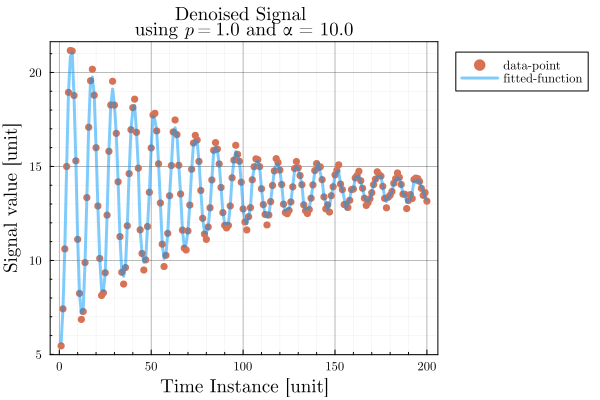 Denoised Signal
using p = 1.0 and α = 10.0
data-point
fitted-function
20
15
10
5
0
50
100
150
200
Signal value [unit]
Time Instance [unit]